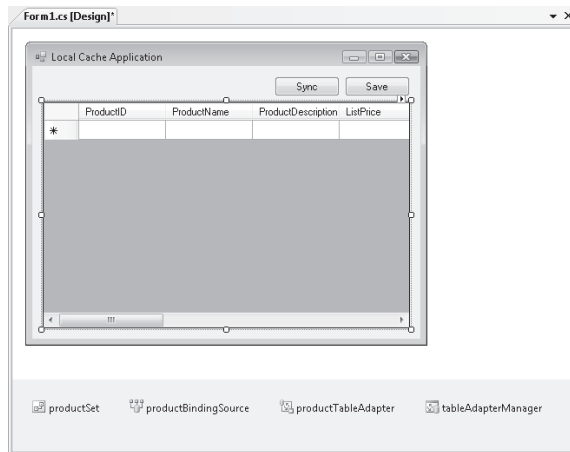 Form1.cs [Design]*
Local Cache Application
Sync Save
ProductID ProductName ProductDescription ListPrice
productSet productBindingSource productTableAdapter tableAdapterManager